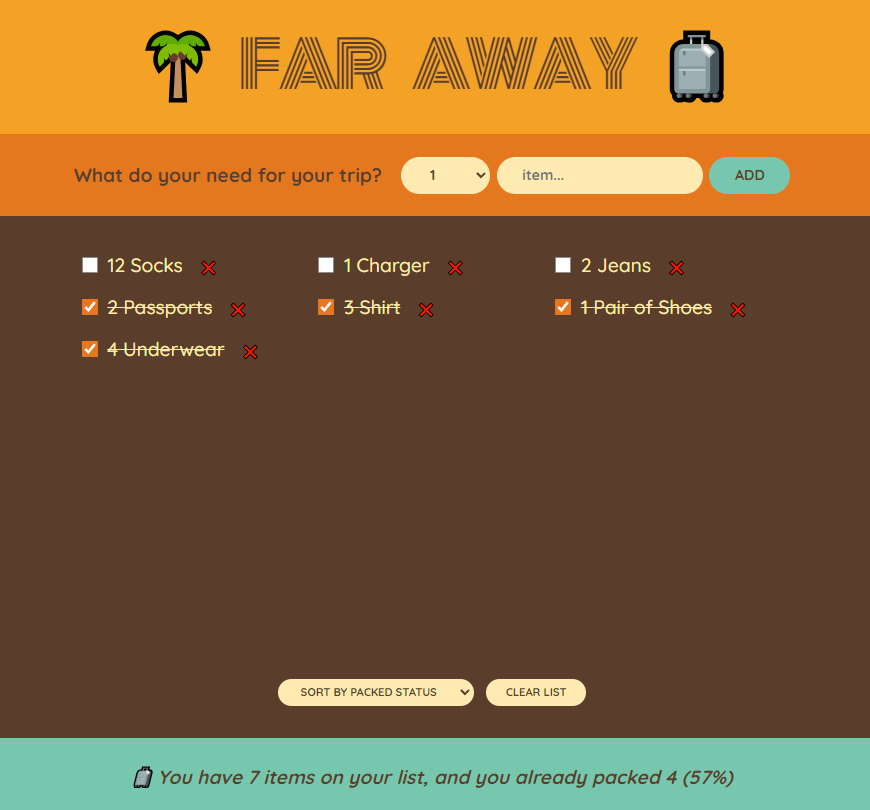 FAR AWAY
What do your need for your trip? 1 item... ADD
12 Socks 1 Charger 2 Jeans
2 Passports 3 Shirt 1 Pair of Shoes
4 Underwear
SORT BY PACKED STATUS CLEAR LIST
You have 7 items on your list, and you already packed 4 (57%)